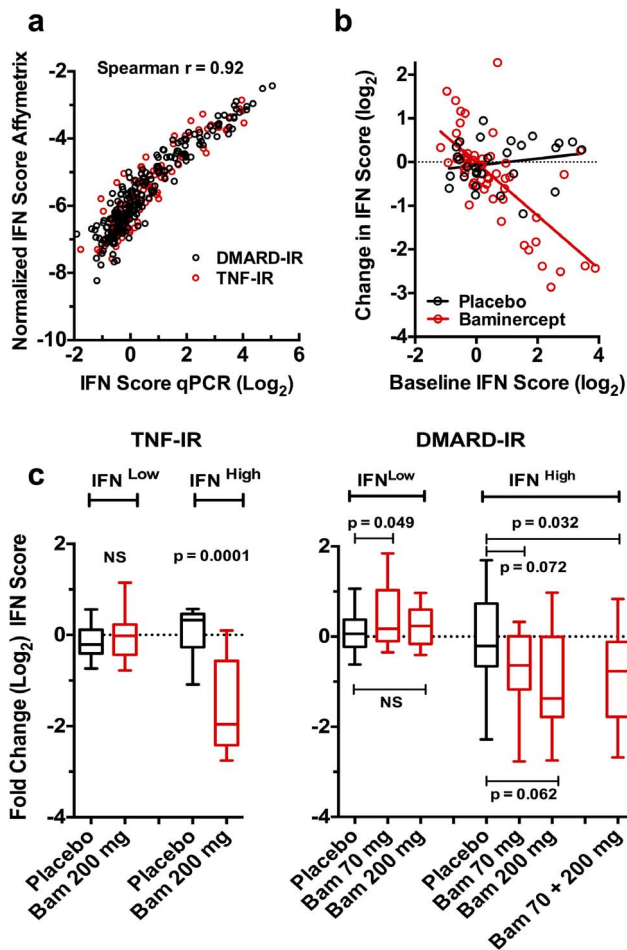 a
Spearman r = 0.92
Normalized IFN Score Affymetrix
-2
-4
-6
-8
-10
-2
0
2
4
6
DMARD-IR
TNF-IR
IFN Score qPCR (Log2)
b
Change in IFN Score (log2)
2
1
0
-1
-2
-3
-4
-2
0
2
4
Placebo
Baminercept
Baseline IFN Score (log2)
c
TNF-IR
IFN Low
IFN High
Fold Change (Log2) IFN Score
2
0
-2
-4
NS
p = 0.0001
Placebo
Bam 200 mg
Placebo
Bam 200 mg
DMARD-IR
IFN Low
IFN High
p = 0.049
p = 0.032
p = 0.072
2
0
-2
-4
NS
p = 0.062
Placebo
Bam 70 mg
Bam 200 mg
Placebo
Bam 70 mg
Bam 200 mg
Bam 70 + 200 mg